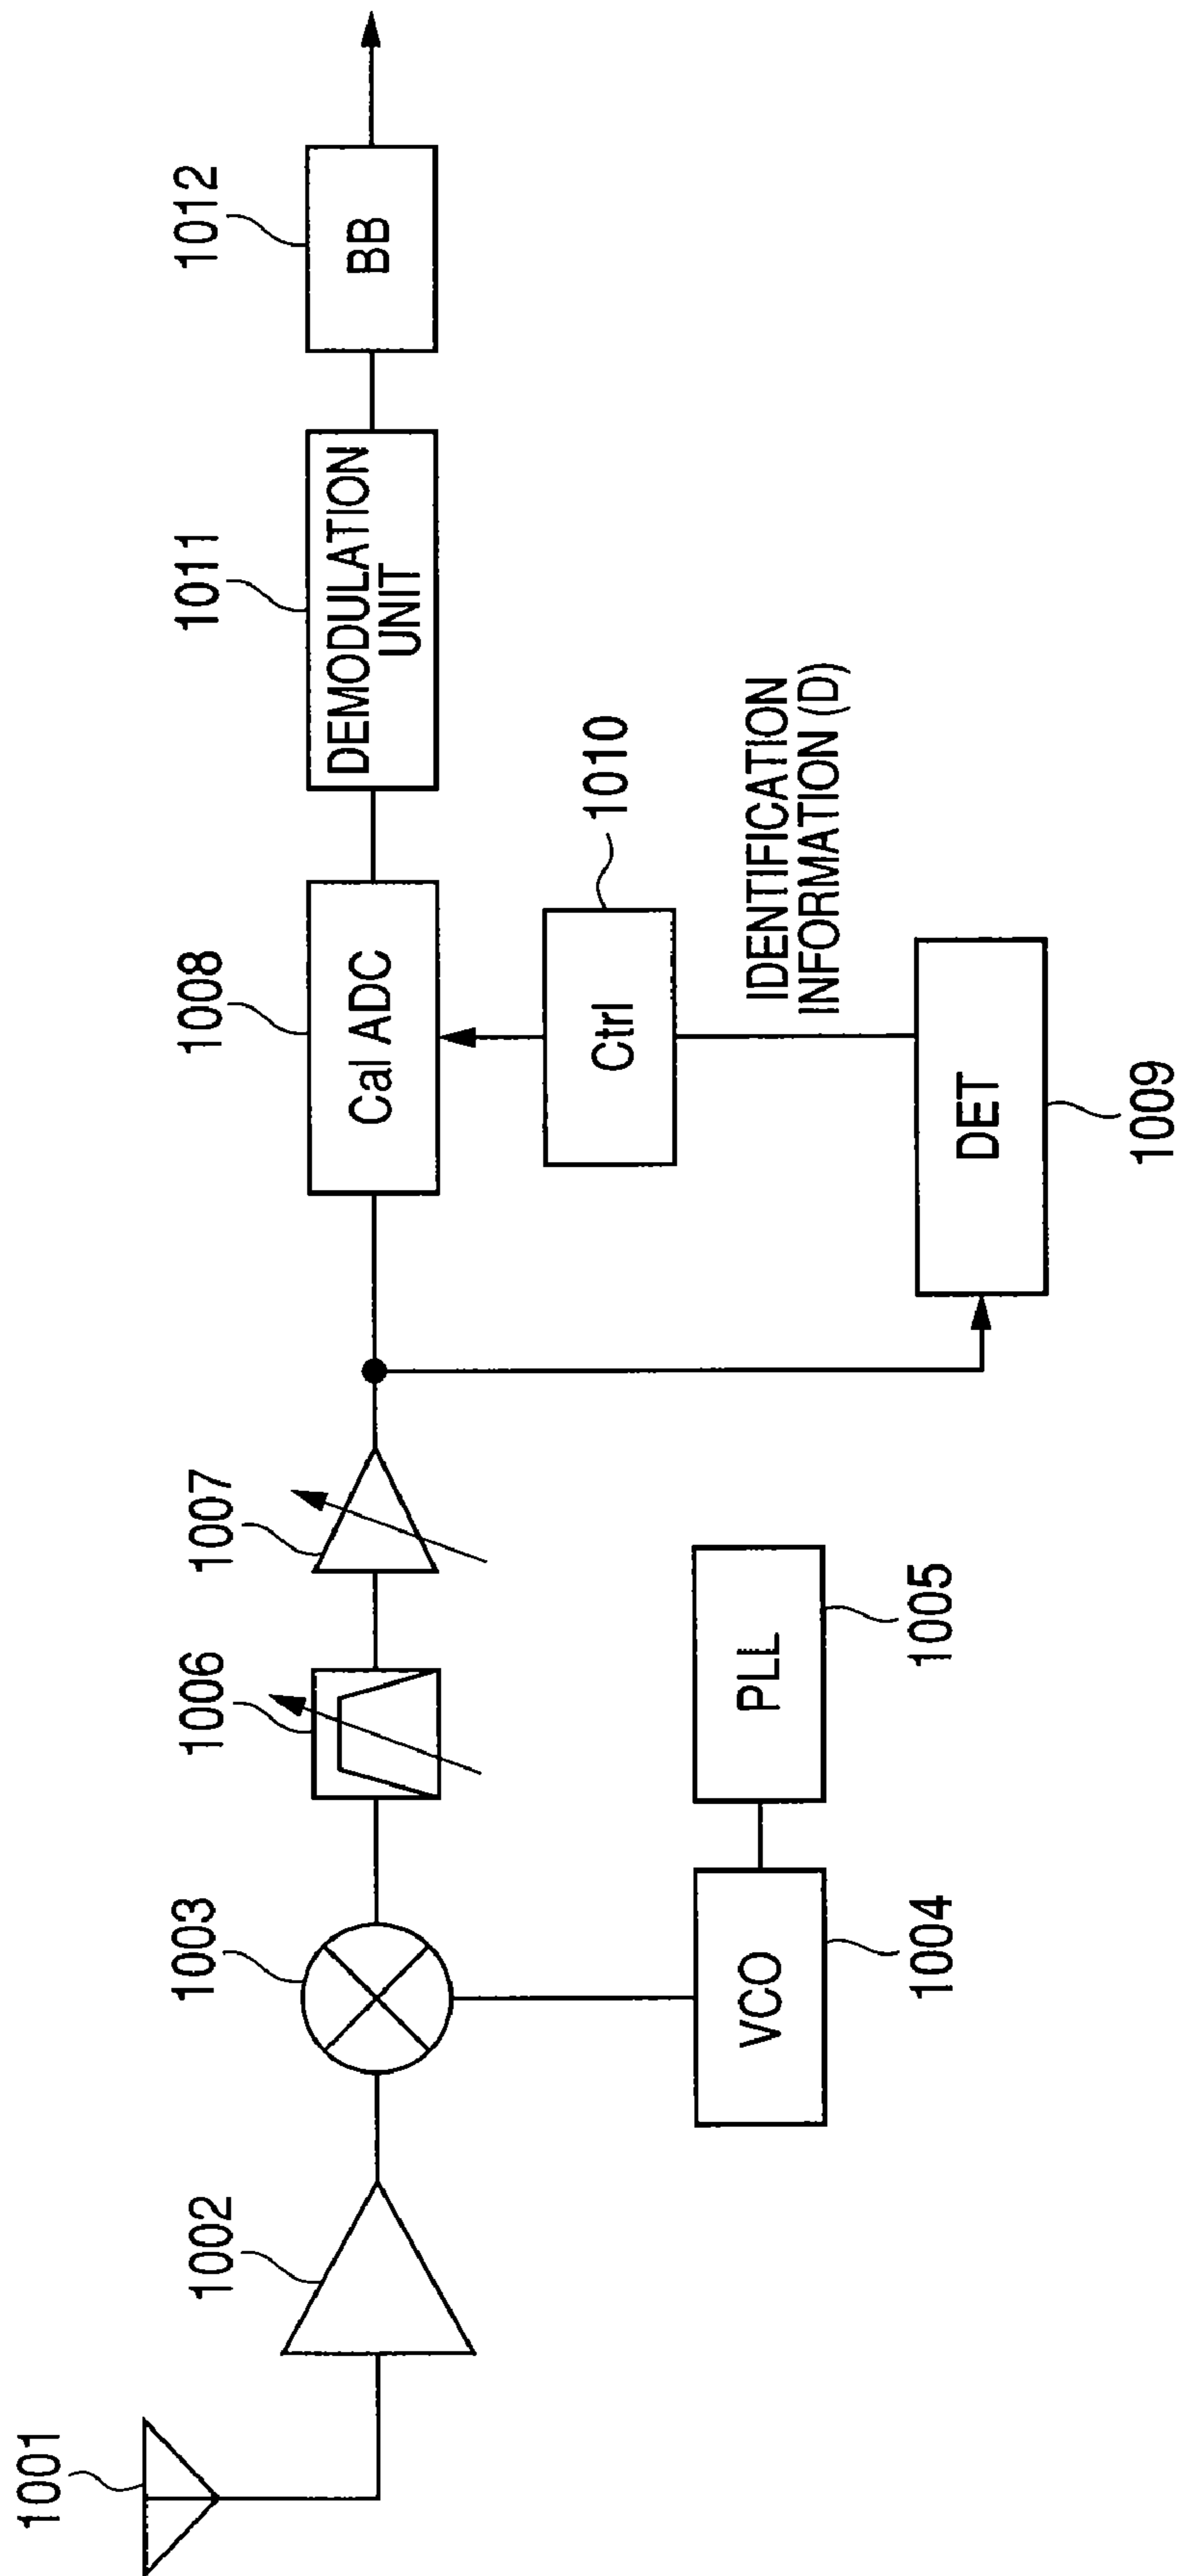 1001
1002
1003
VCO
1004
PLL
1005
1006
1007
Cal ADC
1008
DET
1009
Ctrl
1010
IDENTIFICATION
INFORMATION (D)
DEMODULATION
UNIT
1011
BB
1012